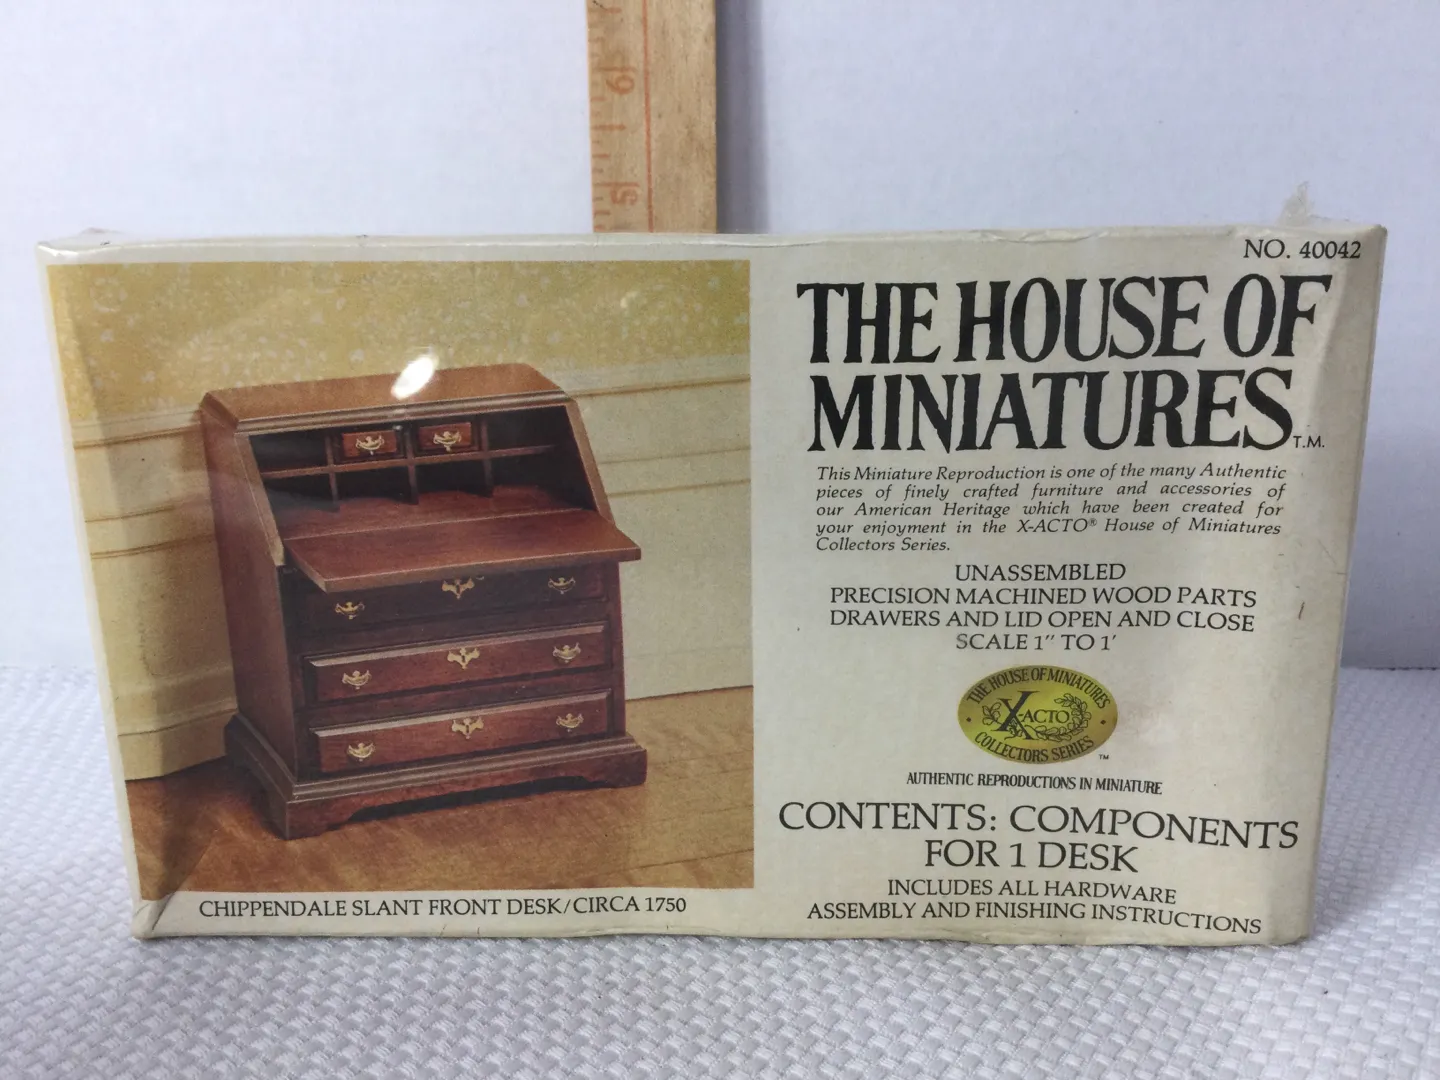 6
5
NO. 40042
THE HOUSE OF
MINIATURES T.M.
This Miniature Reproduction is one of the many Authentic
pieces of finely crafted furniture and accessories of
our American Heritage which have been created for
your enjoyment in the X-ACTO® House of Miniatures
Collectors Series.
UNASSEMBLED
PRECISION MACHINED WOOD PARTS
DRAWERS AND LID OPEN AND CLOSE
SCALE 1" TO 1'
THE HOUSE OF MINIATURES
X-ACTO
COLLECTORS SERIES TM
AUTHENTIC REPRODUCTIONS IN MINIATURE
CONTENTS: COMPONENTS
FOR 1 DESK
INCLUDES ALL HARDWARE
ASSEMBLY AND FINISHING INSTRUCTIONS
CHIPPENDALE SLANT FRONT DESK/CIRCA 1750